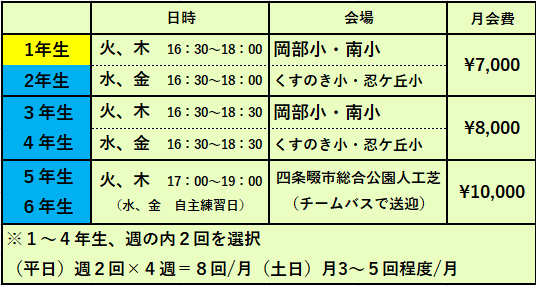 日時 会場 月会費
1年生 火、木 16：30～18：00 岡部小・南小 ¥7,000
2年生 水、金 16：30～18：00 くすのき小・忍ケ丘小
3年生 火、木 16：30～18：30 岡部小・南小 ¥8,000
4年生 水、金 16：30～18：30 くすのき小・忍ケ丘小
5年生 火、木 17：00～19：00 四条畷市総合公園人工芝 ¥10,000
6年生 （水、金 自主練習日） （チームバスで送迎）
※１～４年生、週の内２回を選択
（平日）週２回×４週＝８回/月（土日）月3～５回程度/月